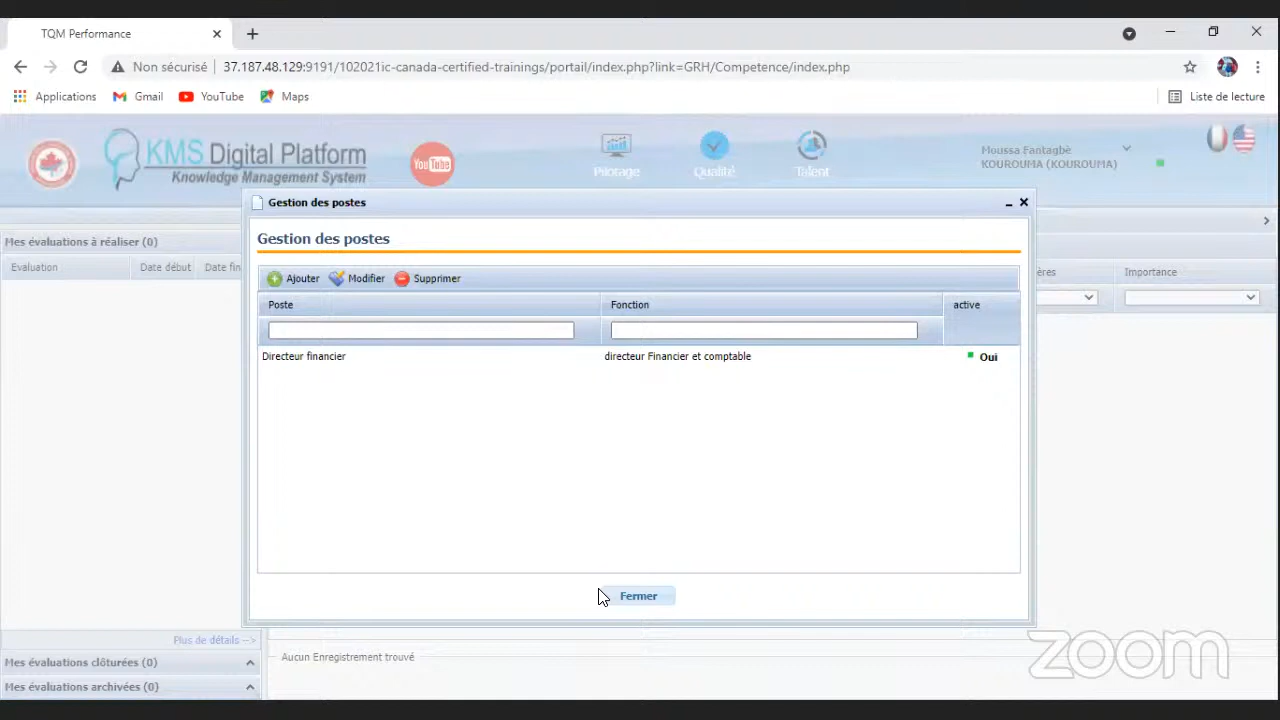 TQM Performance
Non sécurisé 37.187.48.129:9191/102021ic-canada-certified-trainings/portail/index.php?link=GRH/Competence/index.php
Applications Gmail YouTube Maps Liste de lecture
KMS Digital Platform
Knowledge Management System
YouTube
Pilotage Qualité Talent
Moussa Fantagbè
KOUROUMA (KOUROUMA)
Gestion des postes
Mes évaluations à réaliser (0)
Evaluation Date début Date fin
Gestion des postes
ères Importance
Ajouter Modifier Supprimer
Poste Fonction active
Directeur financier directeur Financier et comptable Oui
Fermer
Plus de détails -->
Mes évaluations clôturées (0)
Aucun Enregistrement trouvé
Mes évaluations archivées (0)
zoom